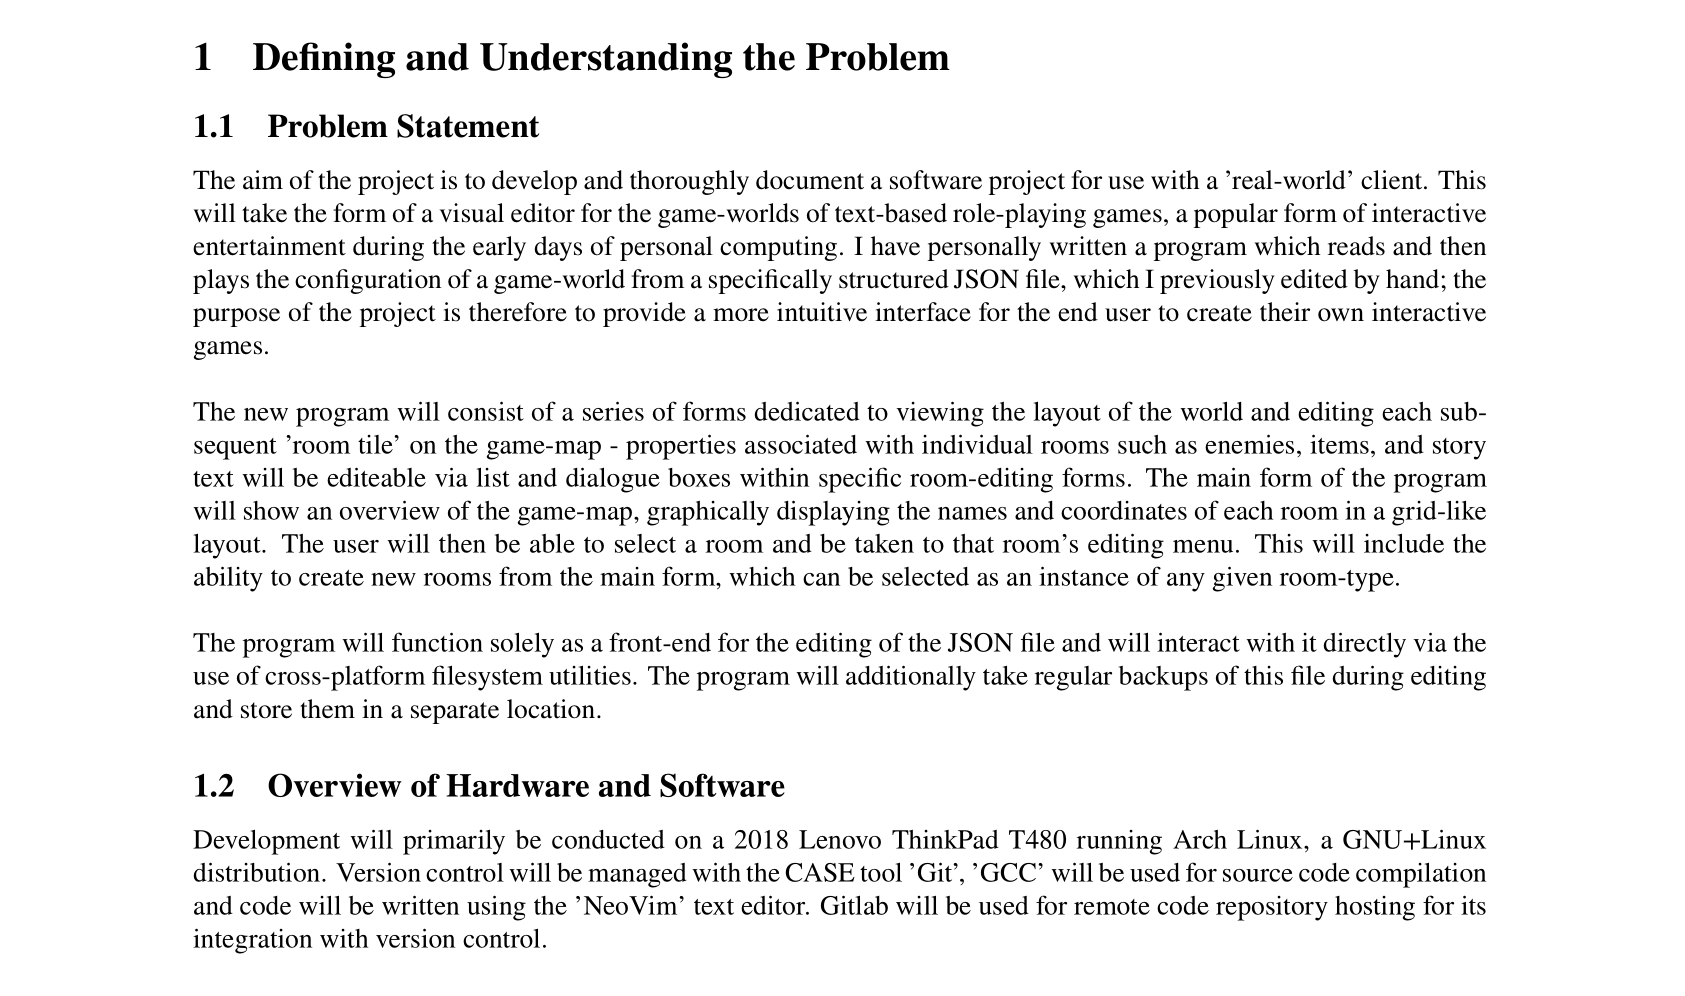 1 Defining and Understanding the Problem
1.1 Problem Statement
The aim of the project is to develop and thoroughly document a software project for use with a ’real-world’ client. This
will take the form of a visual editor for the game-worlds of text-based role-playing games, a popular form of interactive
entertainment during the early days of personal computing. I have personally written a program which reads and then
plays the configuration of a game-world from a specifically structured JSON file, which I previously edited by hand; the
purpose of the project is therefore to provide a more intuitive interface for the end user to create their own interactive
games.
The new program will consist of a series of forms dedicated to viewing the layout of the world and editing each sub-
sequent ’room tile’ on the game-map - properties associated with individual rooms such as enemies, items, and story
text will be editeable via list and dialogue boxes within specific room-editing forms. The main form of the program
will show an overview of the game-map, graphically displaying the names and coordinates of each room in a grid-like
layout. The user will then be able to select a room and be taken to that room’s editing menu. This will include the
ability to create new rooms from the main form, which can be selected as an instance of any given room-type.
The program will function solely as a front-end for the editing of the JSON file and will interact with it directly via the
use of cross-platform filesystem utilities. The program will additionally take regular backups of this file during editing
and store them in a separate location.
1.2 Overview of Hardware and Software
Development will primarily be conducted on a 2018 Lenovo ThinkPad T480 running Arch Linux, a GNU+Linux
distribution. Version control will be managed with the CASE tool ’Git’, ’GCC’ will be used for source code compilation
and code will be written using the ’NeoVim’ text editor. Gitlab will be used for remote code repository hosting for its
integration with version control.